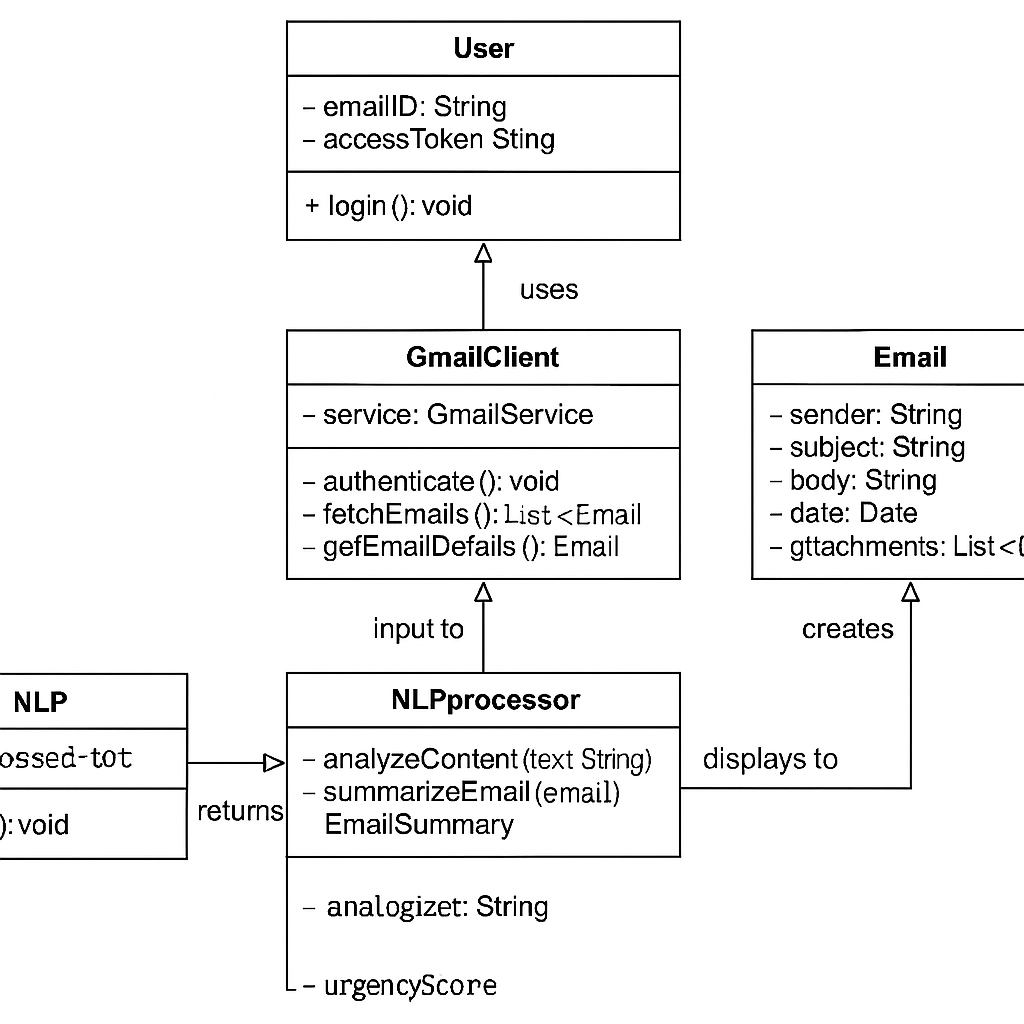 User
– emailID: String
– accessToken Sting
+ login(): void
uses
GmailClient
– service: GmailService
– authenticate(): void
– fetchEmails(): List<Email
– gefEmailDefails(): Email
Email
– sender: String
– subject: String
– body: String
– date: Date
– gttachments: List<
input to
creates
NLP
ossed-tot
): void
returns
NLPprocessor
– analyzeContent(text String)
– summarizeEmail(email)
EmailSummary
displays to
– analogizet: String
– urgencyScore